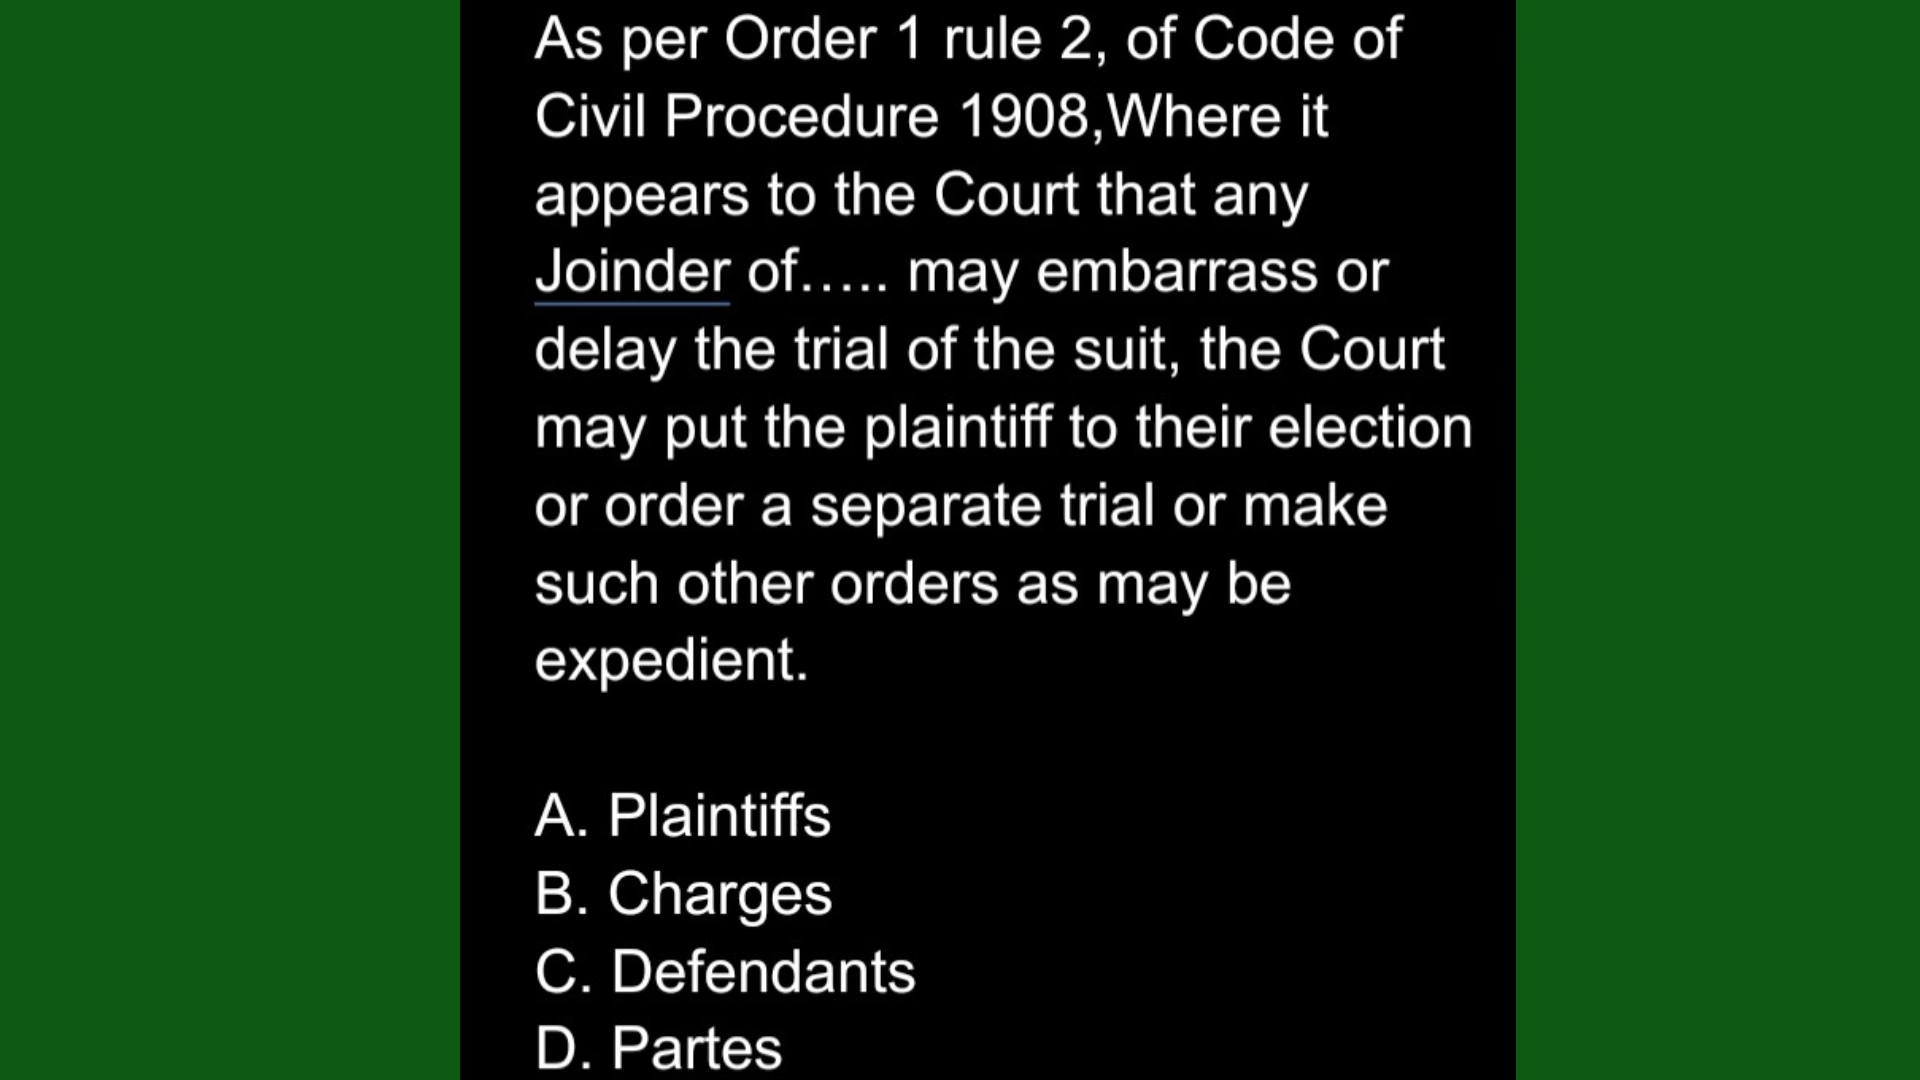 As per Order 1 rule 2, of Code of
Civil Procedure 1908,Where it
appears to the Court that any
Joinder of..... may embarrass or
delay the trial of the suit, the Court
may put the plaintiff to their election
or order a separate trial or make
such other orders as may be
expedient.
A. Plaintiffs
B. Charges
C. Defendants
D. Partes